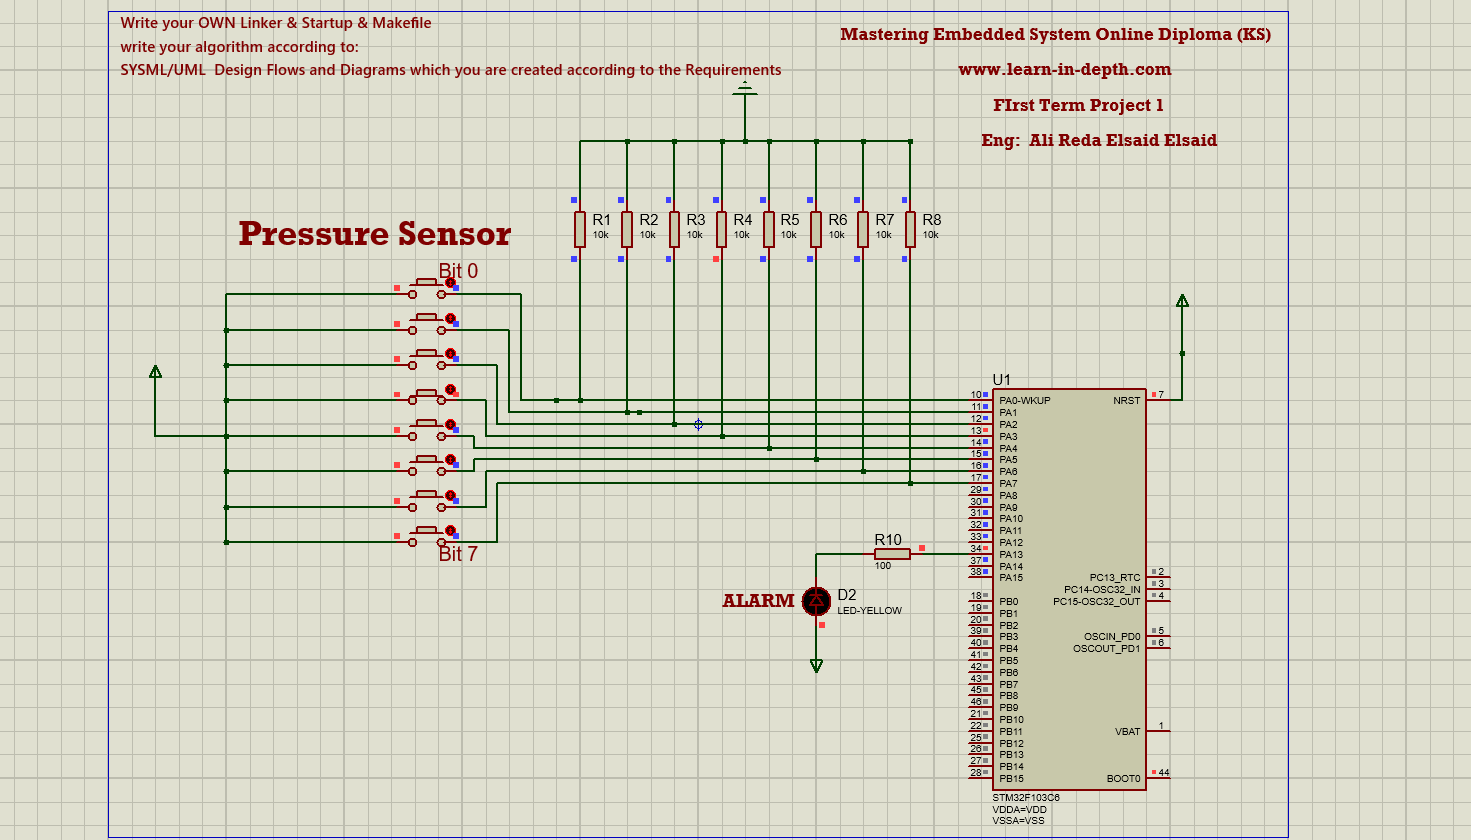 Write your OWN Linker & Startup & Makefile
write your algorithm according to:
SYSML/UML Design Flows and Diagrams which you are created according to the Requirements
Mastering Embedded System Online Diploma (KS)
www.learn-in-depth.com
FIrst Term Project 1
Eng: Ali Reda Elsaid Elsaid
R1 R2 R3 R4 R5 R6 R7 R8
10k 10k 10k 10k 10k 10k 10k 10k
Pressure Sensor
Bit 0
Bit 7
U1
10 PA0-WKUP NRST 7
11 PA1
12 PA2
13 PA3
14 PA4
15 PA5
16 PA6
17 PA7
29 PA8
30 PA9
31 PA10
32 PA11
33 PA12
34 PA13
37 PA14
38 PA15
PC13_RTC 2
PC14-OSC32_IN 3
PC15-OSC32_OUT 4
18 PB0
19 PB1
20 PB2
39 PB3
40 PB4
41 PB5
42 PB6
43 PB7
45 PB8
46 PB9
21 PB10
22 PB11
25 PB12
26 PB13
27 PB14
28 PB15
OSCIN_PD0 5
OSCOUT_PD1 6
VBAT 1
BOOT0 44
R10
100
ALARM
D2
LED-YELLOW
STM32F103C6
VDDA=VDD
VSSA=VSS